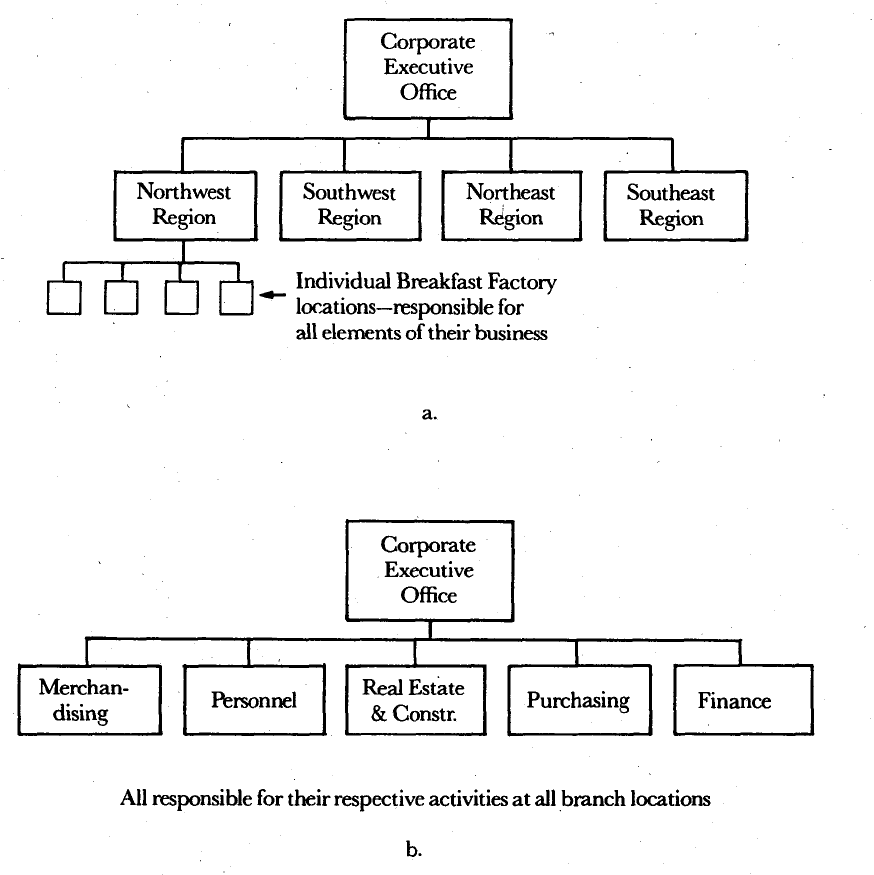 Corporate
Executive
Office
Northwest
Region
Southwest
Region
Northeast
Region
Southeast
Region
Individual Breakfast Factory
locations—responsible for
all elements of their business
a.
Corporate
Executive
Office
Merchan-
dising
Personnel
Real Estate
& Constr.
Purchasing
Finance
All responsible for their respective activities at all branch locations
b.